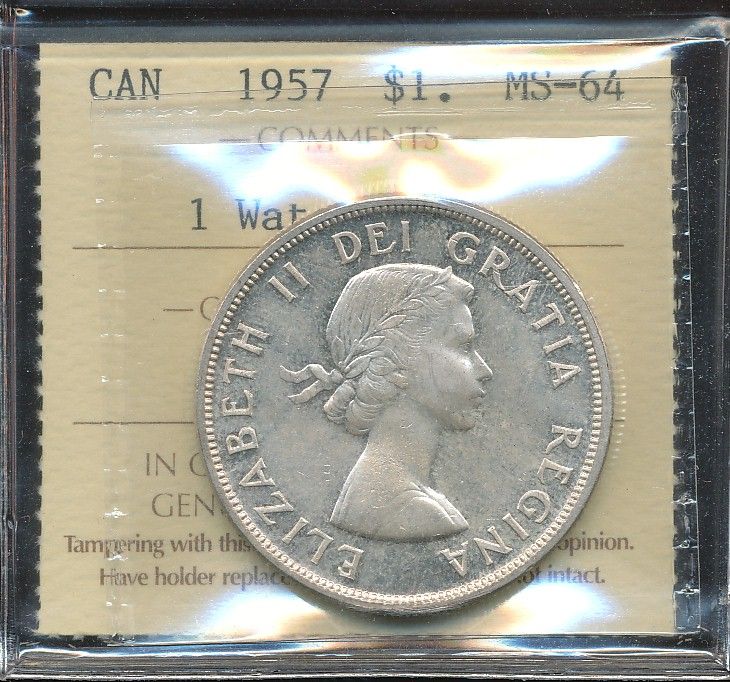 CAN 1957 $1. MS-64
— COMMENTS —
1 Wat
IN
GEN
Tampering with this opinion.
Have holder replac intact.
ELIZABETH II DEI GRATIA REGINA